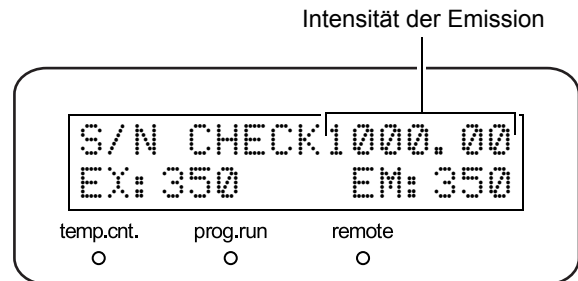 Intensität der Emission
S/N CHECK1000.00
EX:350 EM:350
temp.cnt. prog.run remote